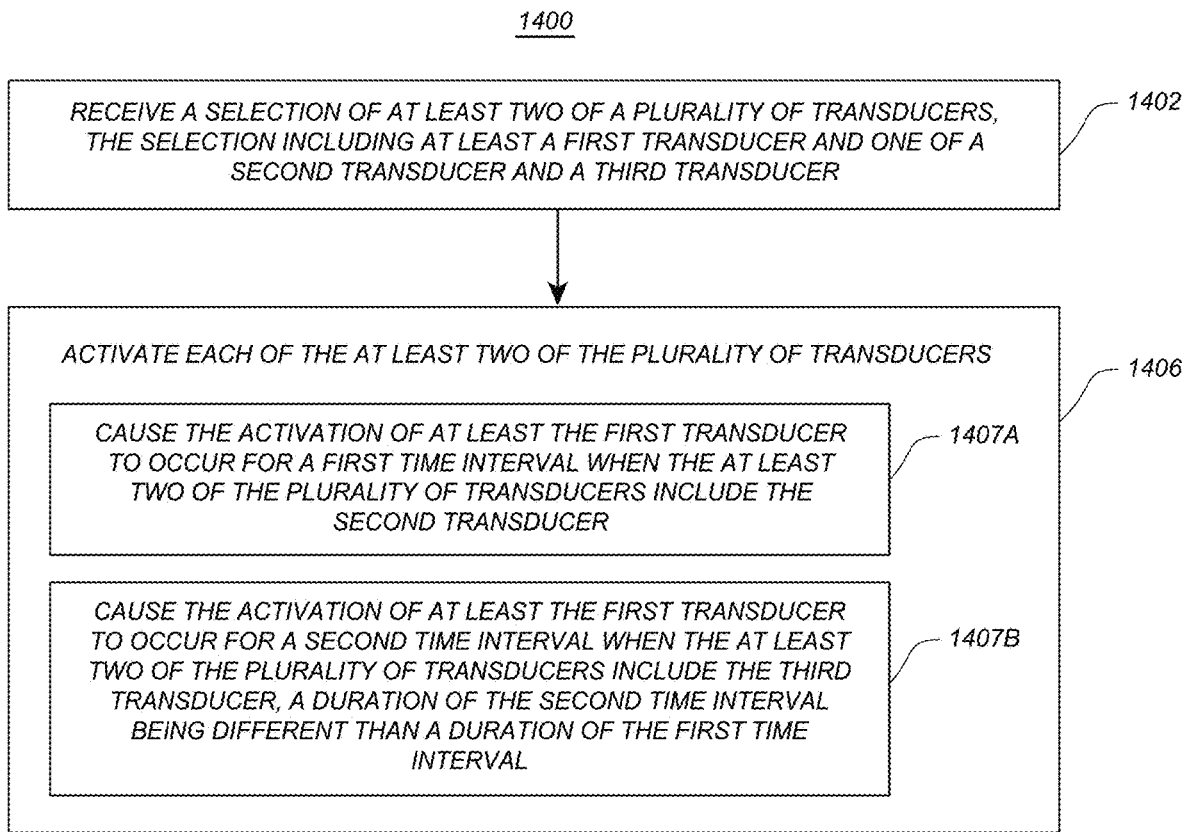 1400
RECEIVE A SELECTION OF AT LEAST TWO OF A PLURALITY OF TRANSDUCERS,
THE SELECTION INCLUDING AT LEAST A FIRST TRANSDUCER AND ONE OF A
SECOND TRANSDUCER AND A THIRD TRANSDUCER
1402
ACTIVATE EACH OF THE AT LEAST TWO OF THE PLURALITY OF TRANSDUCERS
1406
CAUSE THE ACTIVATION OF AT LEAST THE FIRST TRANSDUCER
TO OCCUR FOR A FIRST TIME INTERVAL WHEN THE AT LEAST
TWO OF THE PLURALITY OF TRANSDUCERS INCLUDE THE
SECOND TRANSDUCER
1407A
CAUSE THE ACTIVATION OF AT LEAST THE FIRST TRANSDUCER
TO OCCUR FOR A SECOND TIME INTERVAL WHEN THE AT LEAST
TWO OF THE PLURALITY OF TRANSDUCERS INCLUDE THE THIRD
TRANSDUCER, A DURATION OF THE SECOND TIME INTERVAL
BEING DIFFERENT THAN A DURATION OF THE FIRST TIME
INTERVAL
1407B